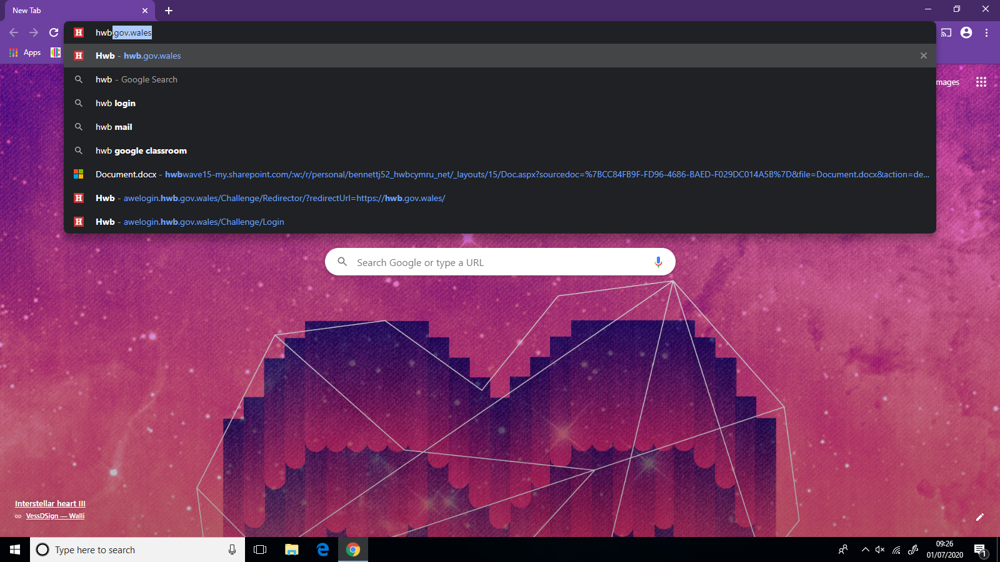 New Tab
hwb.gov.wales
Apps
Hwb - hwb.gov.wales
hwb - Google Search
mages
hwb login
hwb mail
hwb google classroom
Document.docx - hwbwave15-my.sharepoint.com/:w:/r/personal/bennettj52_hwbcymru_net/_layouts/15/Doc.aspx?sourcedoc=%7BCC84FB9F-FD96-4686-BAED-F029DC014A5B%7D&file=Document.docx&action=de...
Hwb - awelogin.hwb.gov.wales/Challenge/Redirector/?redirectUrl=https://hwb.gov.wales/
Hwb - awelogin.hwb.gov.wales/Challenge/Login
Search Google or type a URL
Interstellar heart III
VessDSign — Walli
Type here to search
09:26
01/07/2020
1